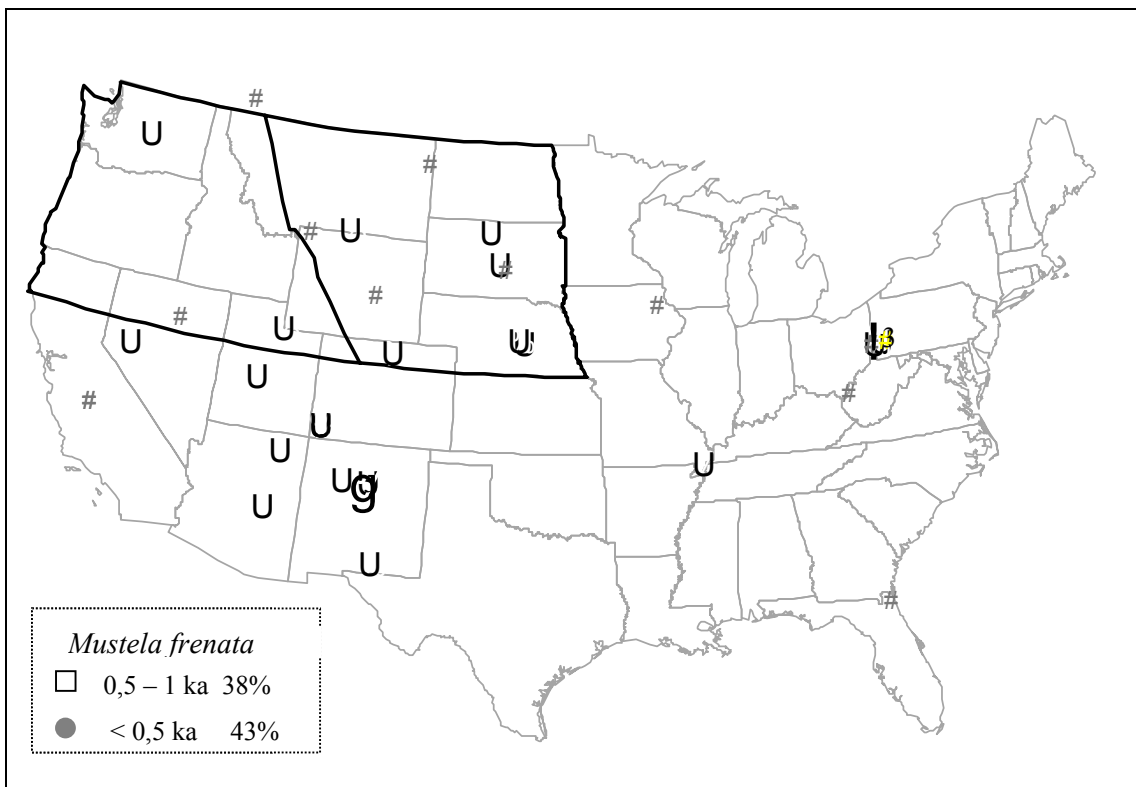 #
U
#
# U U
U #
# #
#
U
U U U
U
# #
U
U U
U g
U
U
#
Mustela frenata
0,5 – 1 ka 38%
< 0,5 ka 43%